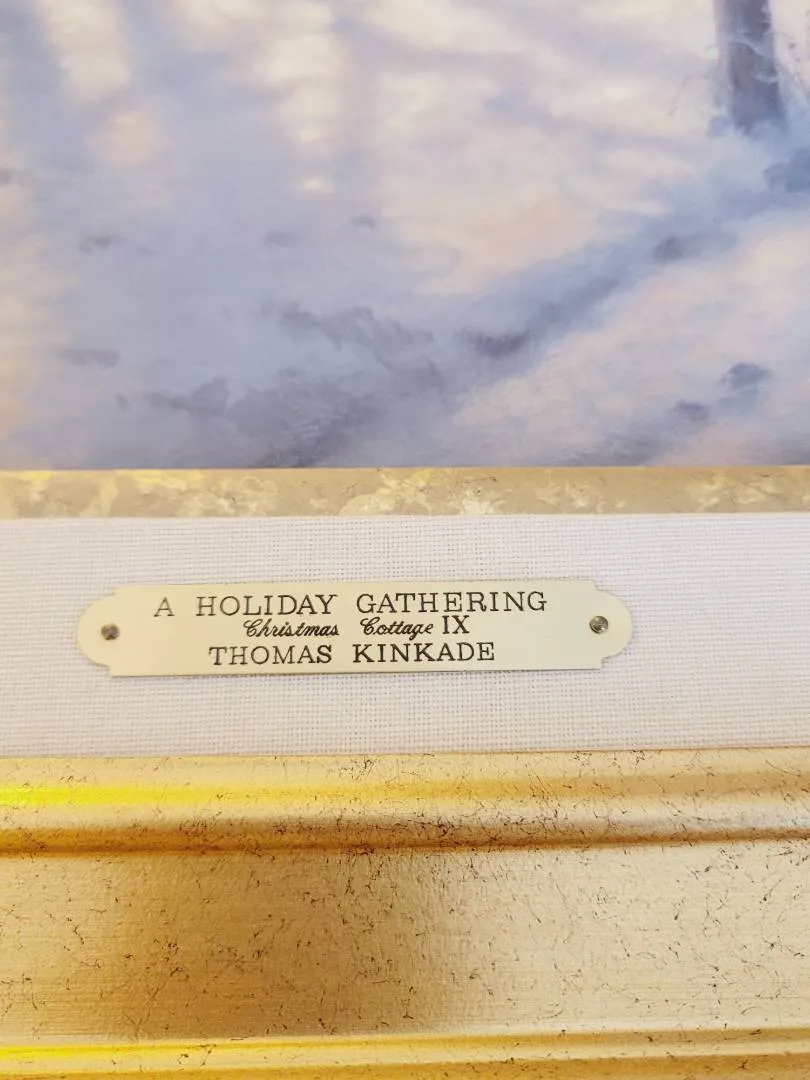 A HOLIDAY GATHERING
Christmas Cottage IX
THOMAS KINKADE